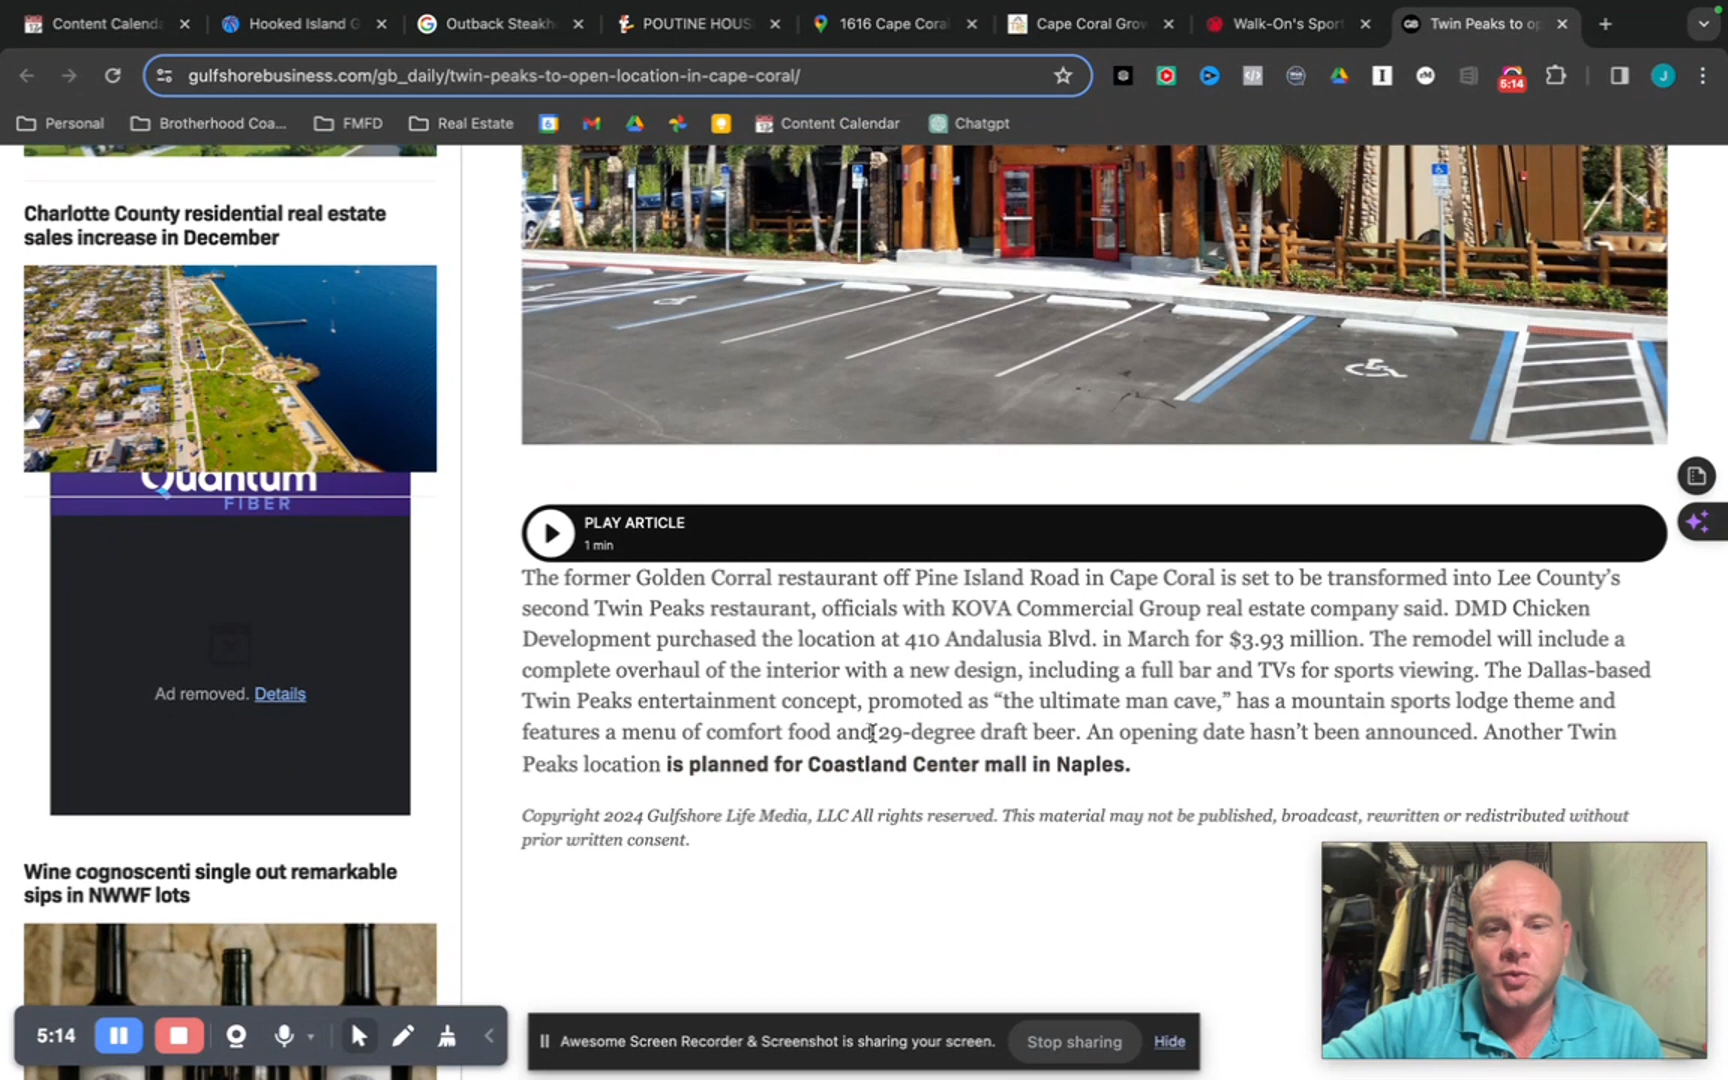 Content Calenda
Hooked Island G
Outback Steakh
POUTINE HOUS
1616 Cape Coral
Cape Coral Grow
Walk-On's Sport
Twin Peaks to op
gulfshorebusiness.com/gb_daily/twin-peaks-to-open-location-in-cape-coral/
5:14
J
Personal
Brotherhood Coa...
FMFD
Real Estate
Content Calendar
Chatgpt
Charlotte County residential real estate
sales increase in December
Quantum
FIBER
Ad removed. Details
Wine cognoscenti single out remarkable
sips in NWWF lots
PLAY ARTICLE
1 min
The former Golden Corral restaurant off Pine Island Road in Cape Coral is set to be transformed into Lee County’s
second Twin Peaks restaurant, officials with KOVA Commercial Group real estate company said. DMD Chicken
Development purchased the location at 410 Andalusia Blvd. in March for $3.93 million. The remodel will include a
complete overhaul of the interior with a new design, including a full bar and TVs for sports viewing. The Dallas-based
Twin Peaks entertainment concept, promoted as “the ultimate man cave,” has a mountain sports lodge theme and
features a menu of comfort food and 29-degree draft beer. An opening date hasn’t been announced. Another Twin
Peaks location is planned for Coastland Center mall in Naples.
Copyright 2024 Gulfshore Life Media, LLC All rights reserved. This material may not be published, broadcast, rewritten or redistributed without
prior written consent.
5:14
Awesome Screen Recorder & Screenshot is sharing your screen.
Stop sharing
Hide